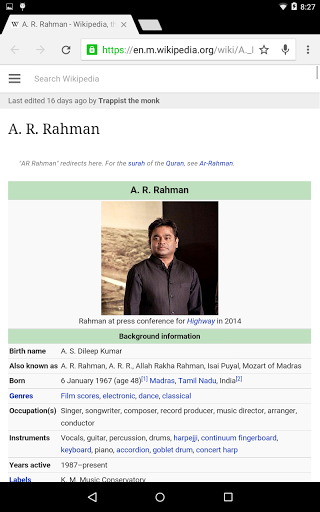 8:27
W A. R. Rahman - Wikipedia, th
https://en.m.wikipedia.org/wiki/A._
Search Wikipedia
Last edited 16 days ago by Trappist the monk
A. R. Rahman
"AR Rahman" redirects here. For the surah of the Quran, see Ar-Rahman.
A. R. Rahman
Rahman at press conference for Highway in 2014
Background information
Birth name A. S. Dileep Kumar
Also known as A. R. Rahman, A. R. R., Allah Rakha Rahman, Isai Puyal, Mozart of Madras
Born 6 January 1967 (age 48)[1] Madras, Tamil Nadu, India[2]
Genres Film scores, electronic, dance, classical
Occupation(s) Singer, songwriter, composer, record producer, music director, arranger,
conductor
Instruments Vocals, guitar, percussion, drums, harpejji, continuum fingerboard,
keyboard, piano, accordion, goblet drum, concert harp
Years active 1987–present
Labels K. M. Music Conservatory